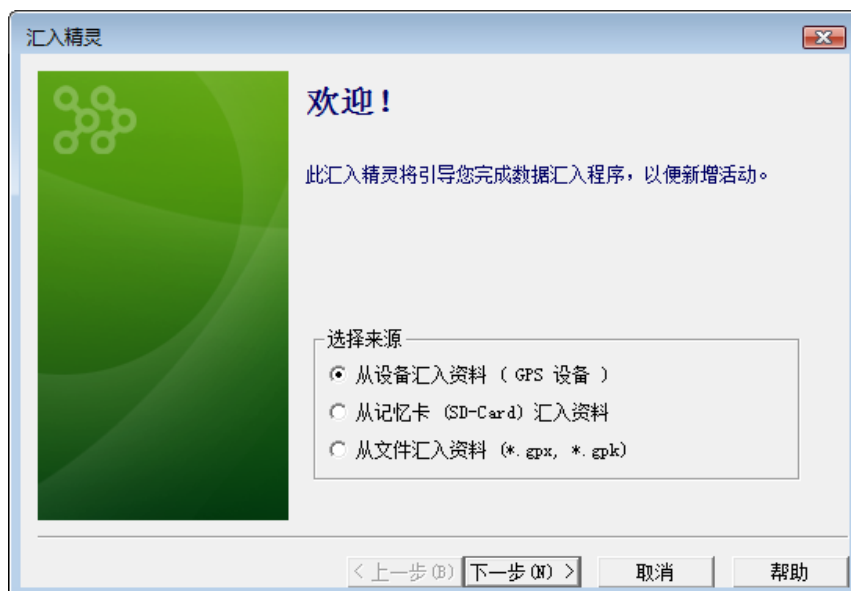 汇入精灵
欢迎!
此汇入精灵将引导您完成数据汇入程序，以便新增活动。
选择来源
从设备汇入资料 ( GPS 设备 )
从记忆卡 (SD-Card) 汇入资料
从文件汇入资料 (*.gpx, *.gpk)
< 上一步(B) 下一步(N) > 取消 帮助